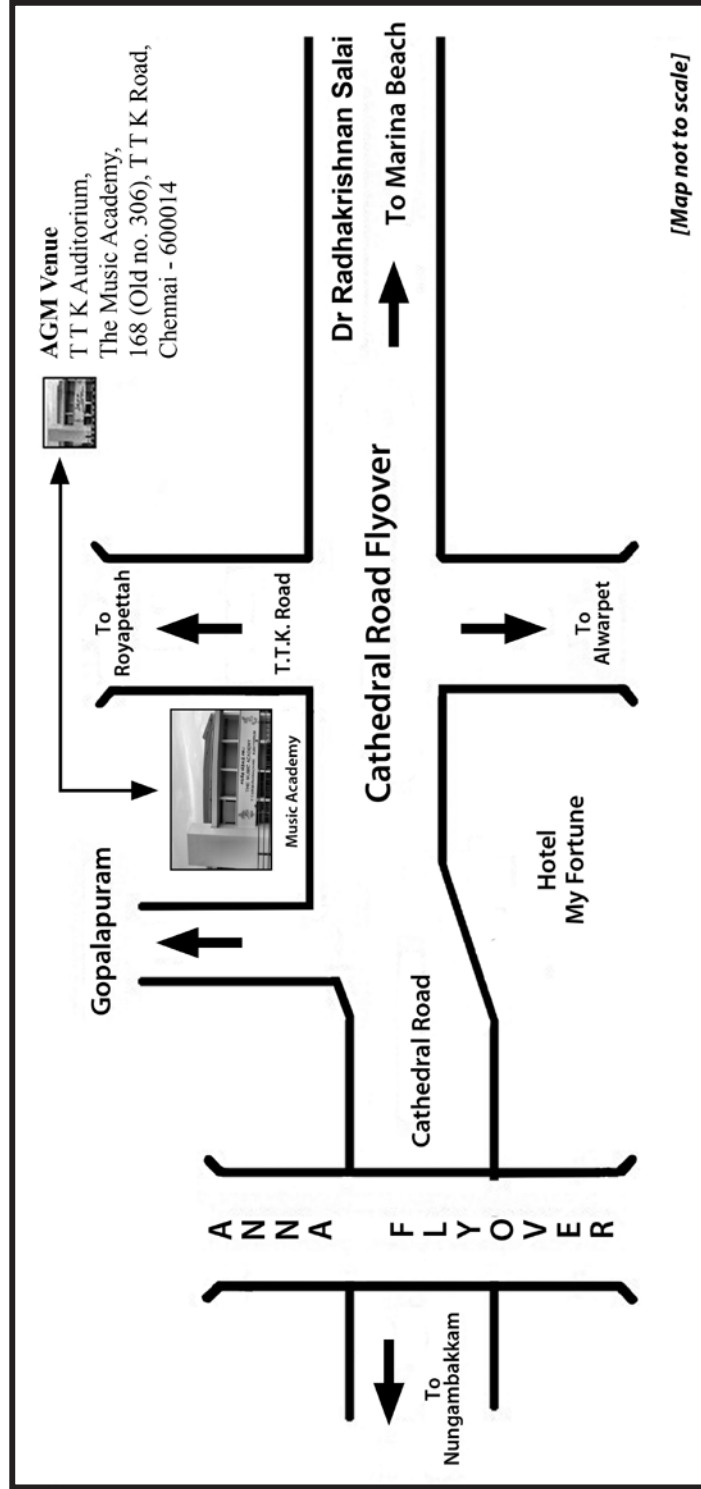 AGM Venue
T T K Auditorium,
The Music Academy,
168 (Old no. 306), T T K Road,
Chennai - 600014
To
Royapettah
T.T.K. Road
Gopalapuram
Music Academy
Dr Radhakrishnan Salai
To Marina Beach
Cathedral Road Flyover
Cathedral Road
ANNA FLYOVER
To
Nungambakkam
Hotel
My Fortune
To
Alwarpet
[Map not to scale]